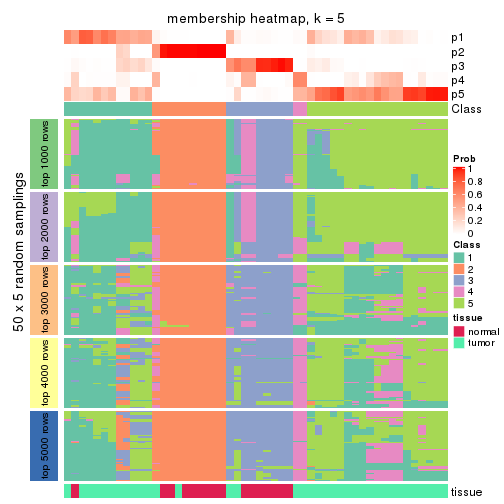 membership heatmap, k = 5
p1
p2
p3
p4
p5
Class
50 x 5 random samplings
top 1000 rows
top 2000 rows
top 3000 rows
top 4000 rows
top 5000 rows
tissue
Prob
1
0.8
0.6
0.4
0.2
0
Class
1
2
3
4
5
tissue
normal
tumor